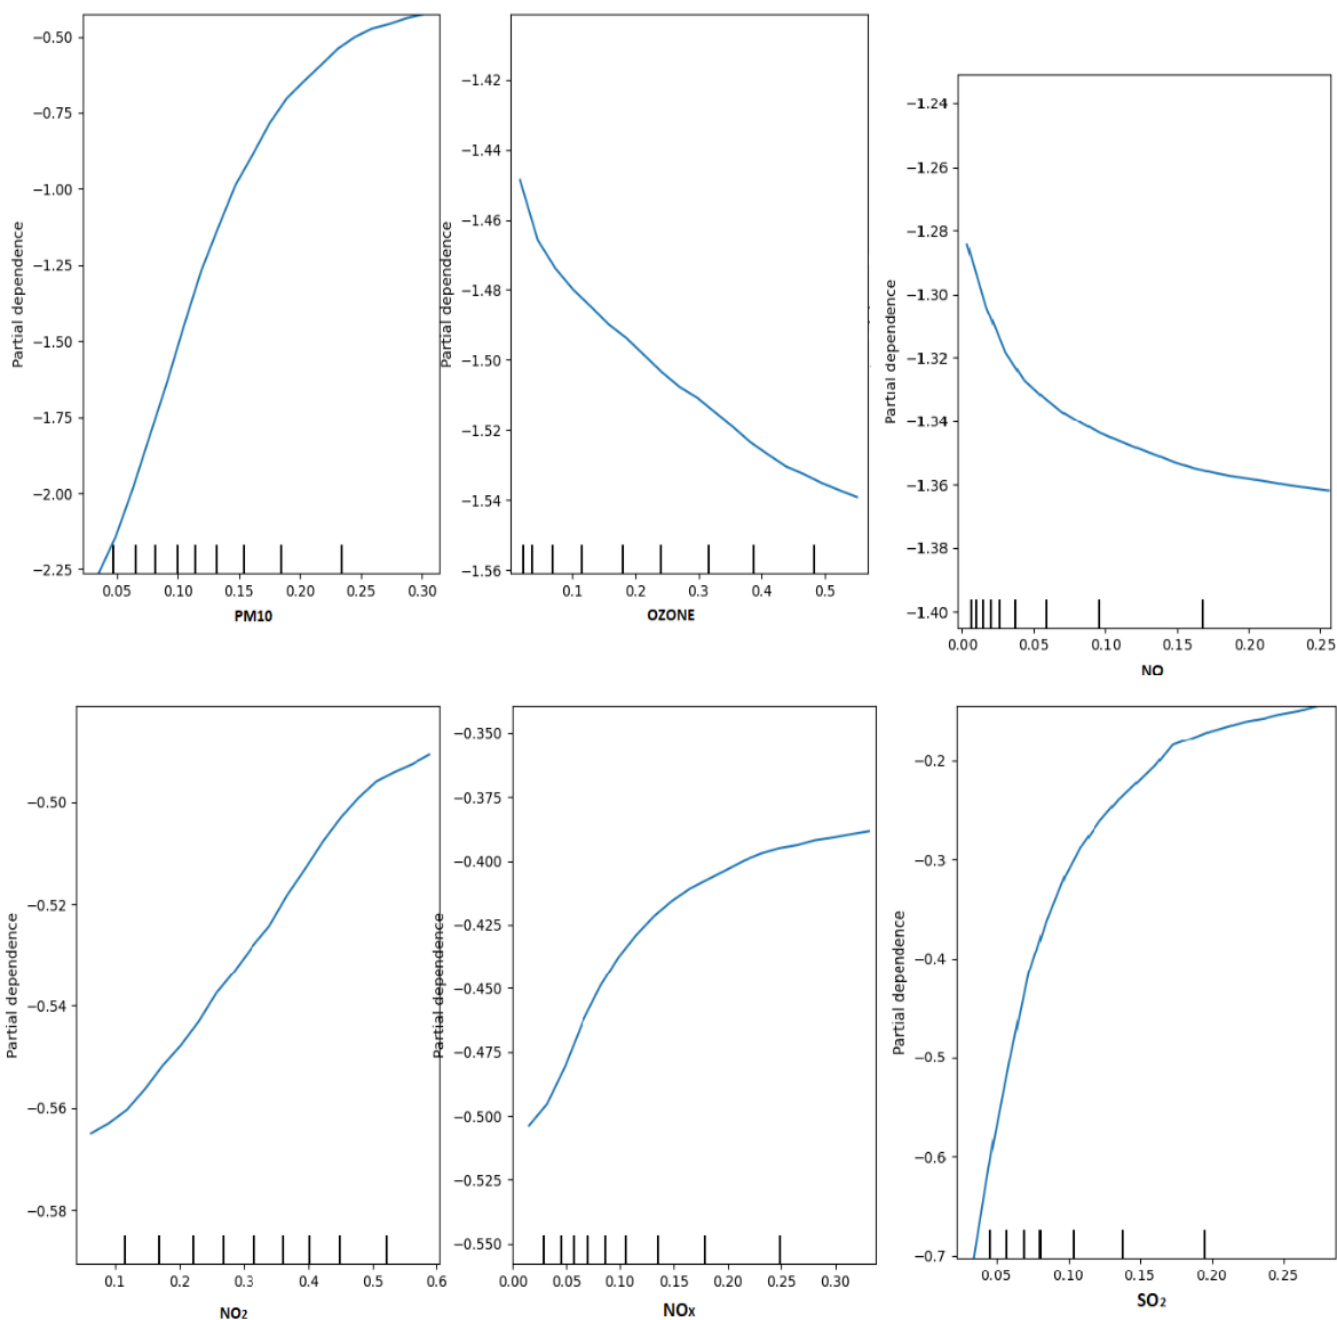 Partial dependence
−0.50
−0.75
−1.00
−1.25
−1.50
−1.75
−2.00
−2.25
0.05 0.10 0.15 0.20 0.25 0.30
PM10
Partial dependence
−1.42
−1.44
−1.46
−1.48
−1.50
−1.52
−1.54
−1.56
0.1 0.2 0.3 0.4 0.5
OZONE
Partial dependence
−1.24
−1.26
−1.28
−1.30
−1.32
−1.34
−1.36
−1.38
−1.40
0.00 0.05 0.10 0.15 0.20 0.25
NO
Partial dependence
−0.50
−0.52
−0.54
−0.56
−0.58
0.1 0.2 0.3 0.4 0.5 0.6
NO₂
Partial dependence
−0.350
−0.375
−0.400
−0.425
−0.450
−0.475
−0.500
−0.525
−0.550
0.00 0.05 0.10 0.15 0.20 0.25 0.30
NOx
Partial dependence
−0.2
−0.3
−0.4
−0.5
−0.6
−0.7
0.05 0.10 0.15 0.20 0.25
SO₂